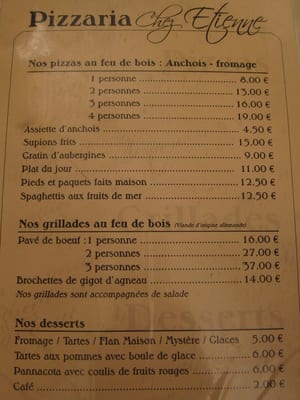 Pizzaria Chez Etienne
Nos pizzas au feu de bois : Anchois - fromage
1 personne 8.00 €
2 personnes 13.00 €
3 personnes 16.00 €
4 personnes 19.00 €
Assiette d'anchois 4.50 €
Supions frits 15.00 €
Gratin d'aubergines 9.00 €
Plat du jour 11.00 €
Pieds et paquets faits maison 12.50 €
Spaghettis aux fruits de mer 12.50 €
Nos grillades au feu de bois (Viande d'origine allemande)
Pavé de boeuf : 1 personne 16.00 €
2 personnes 27.00 €
3 personnes 37.00 €
Brochettes de gigot d'agneau 14.00 €
Nos grillades sont accompagnées de salade
Nos desserts
Fromage / Tartes / Flan Maison / Mystère / Glaces 5.00 €
Tartes aux pommes avec boule de glace 6.00 €
Pannacota avec coulis de fruits rouges 6.00 €
Café 2.00 €